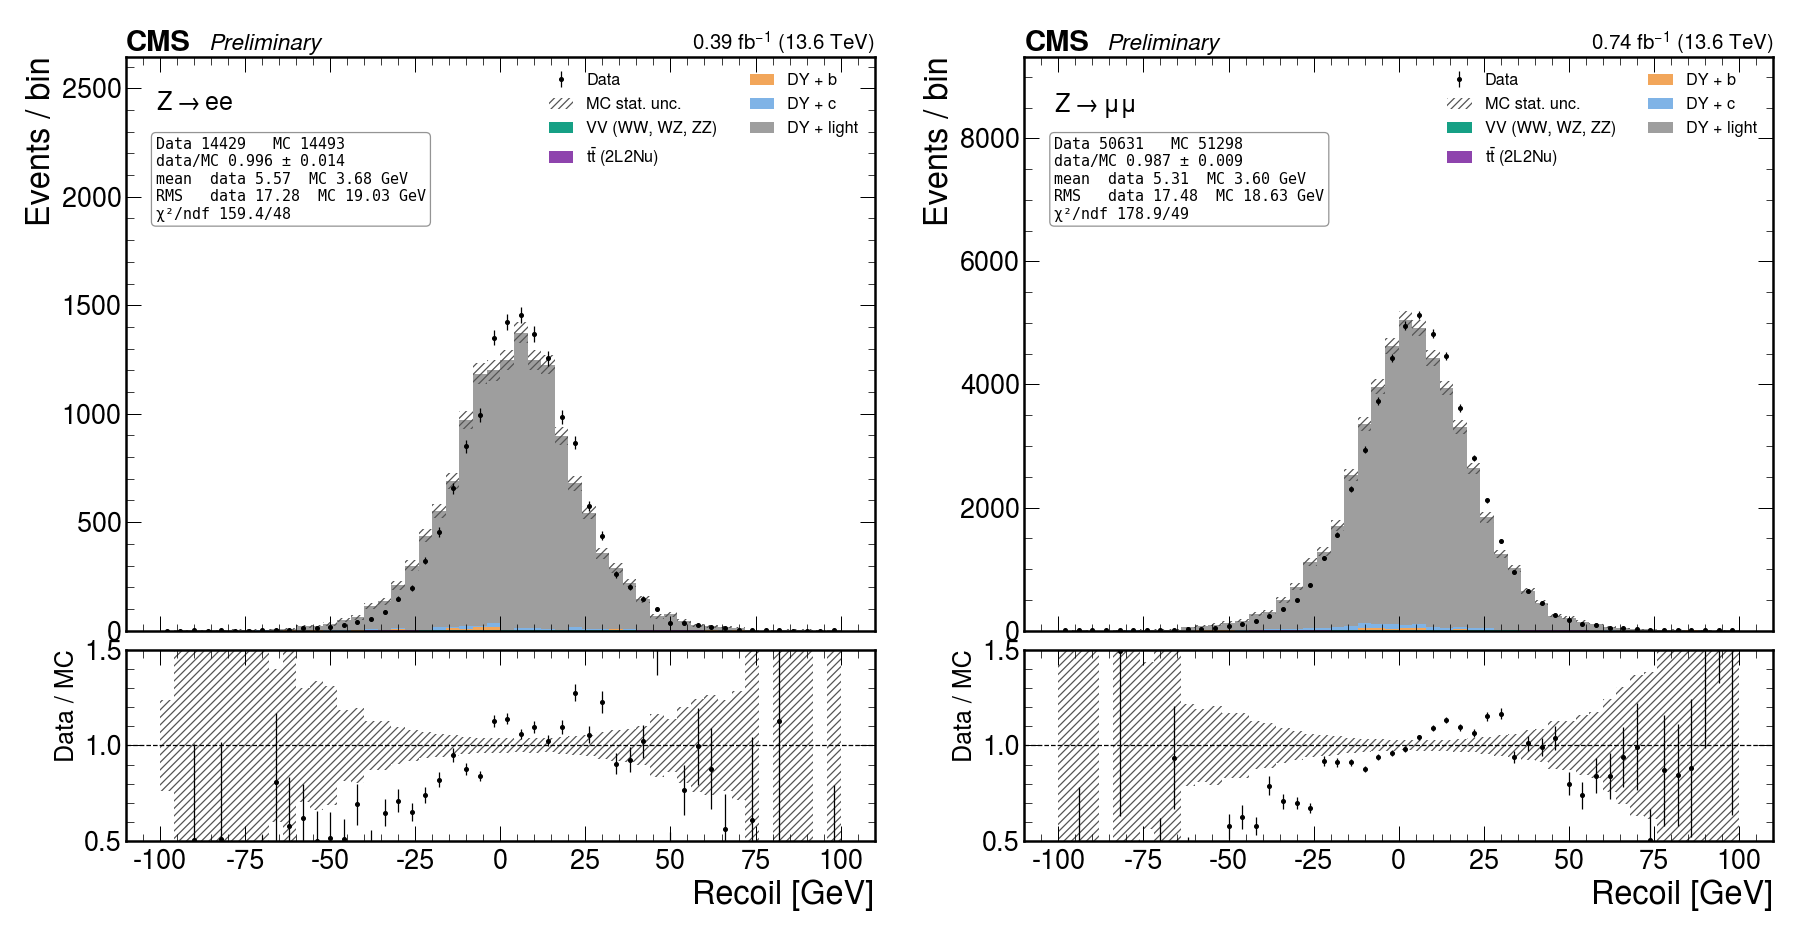 CMS Preliminary 0.39 fb⁻¹ (13.6 TeV)
Events / bin
2500
2000
1500
1000
500
0
Z → ee
Data 14429   MC 14493
data/MC 0.996 ± 0.014
mean  data 5.57  MC 3.68 GeV
RMS   data 17.28  MC 19.03 GeV
χ²/ndf 159.4/48
Data
MC stat. unc.
VV (WW, WZ, ZZ)
tt̄ (2L2Nu)
DY + b
DY + c
DY + light
Data / MC
1.5
1.0
0.5
-100 -75 -50 -25 0 25 50 75 100
Recoil [GeV]
CMS Preliminary 0.74 fb⁻¹ (13.6 TeV)
Events / bin
8000
6000
4000
2000
0
Z → μμ
Data 50631   MC 51298
data/MC 0.987 ± 0.009
mean  data 5.31  MC 3.60 GeV
RMS   data 17.48  MC 18.63 GeV
χ²/ndf 178.9/49
Data
MC stat. unc.
VV (WW, WZ, ZZ)
tt̄ (2L2Nu)
DY + b
DY + c
DY + light
Data / MC
1.5
1.0
0.5
-100 -75 -50 -25 0 25 50 75 100
Recoil [GeV]